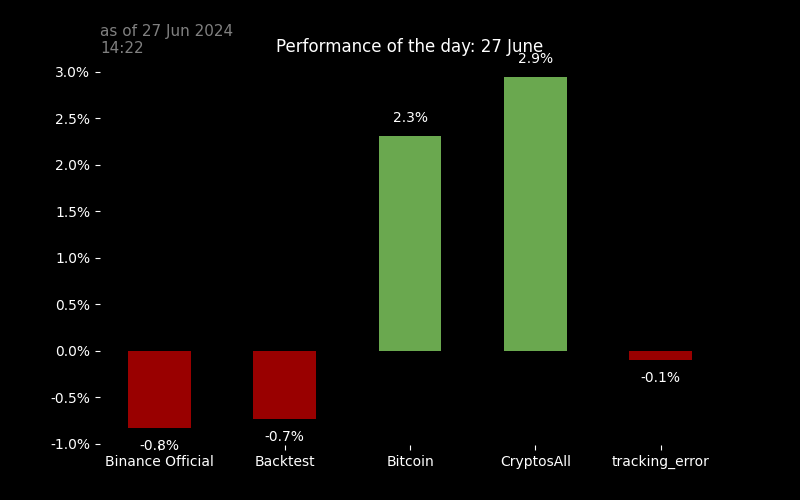 as of 27 Jun 2024
14:22
Performance of the day: 27 June
3.0%
2.5%
2.0%
1.5%
1.0%
0.5%
0.0%
-0.5%
-1.0%
-0.8%
-0.7%
2.3%
2.9%
-0.1%
Binance Official
Backtest
Bitcoin
CryptosAll
tracking_error